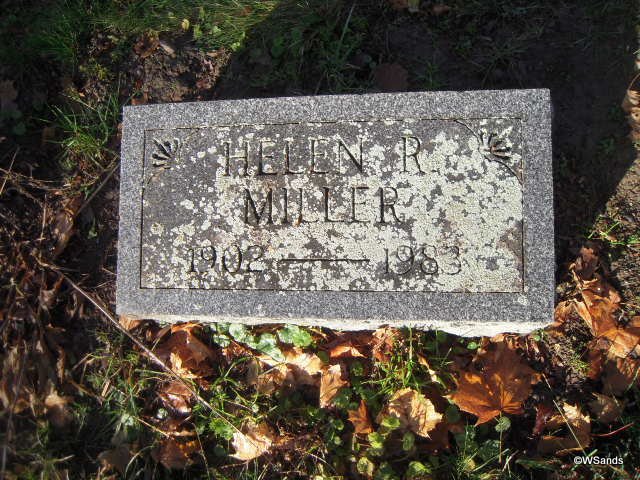 HELEN R.
MILLER
1902 — 1983
©WSands